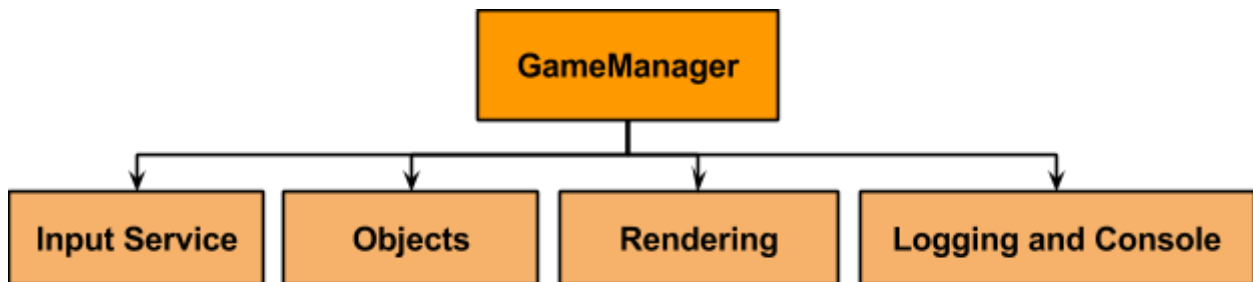 GameManager
Input Service
Objects
Rendering
Logging and Console